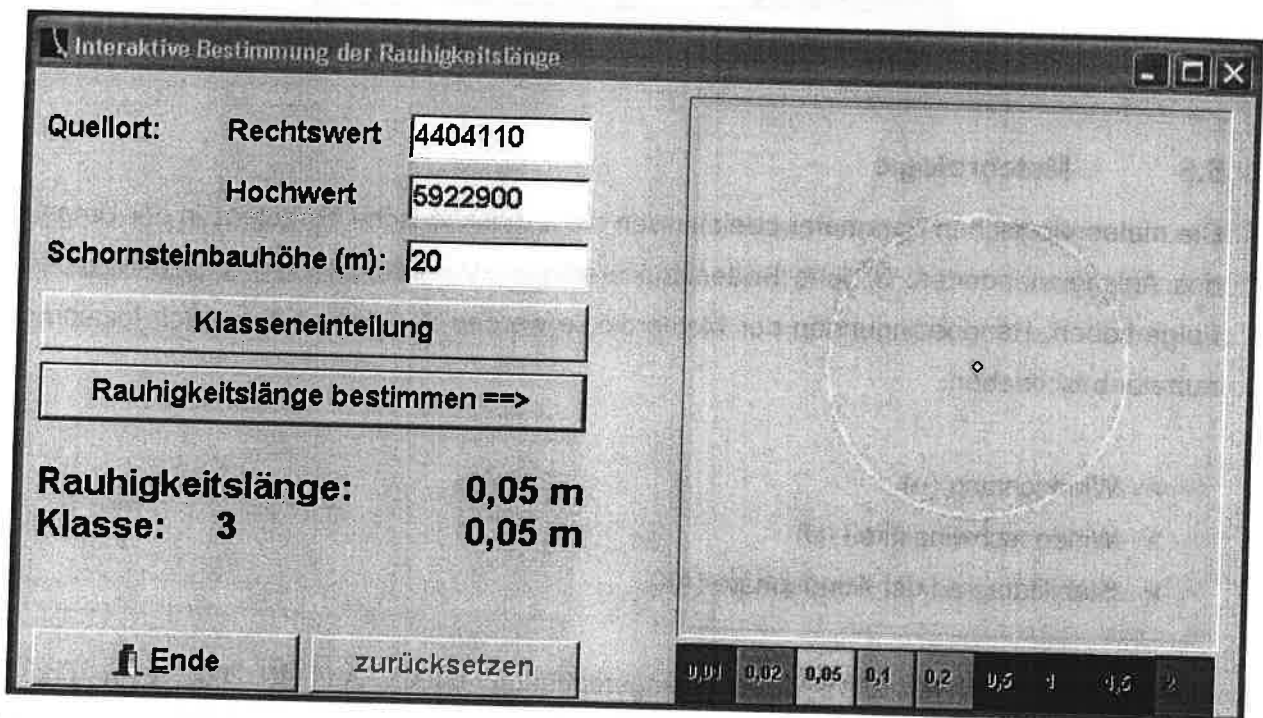 Interaktive Bestimmung der Rauhigkeitslänge
Quellort: Rechtswert 4404110
Hochwert 5922900
Schornsteinbauhöhe (m): 20
Klasseneinteilung
Rauhigkeitslänge bestimmen ==>
Rauhigkeitslänge: 0,05 m
Klasse: 3 0,05 m
Ende zurücksetzen
0,01 0,02 0,05 0,1 0,2 0,5 1 1,5 2